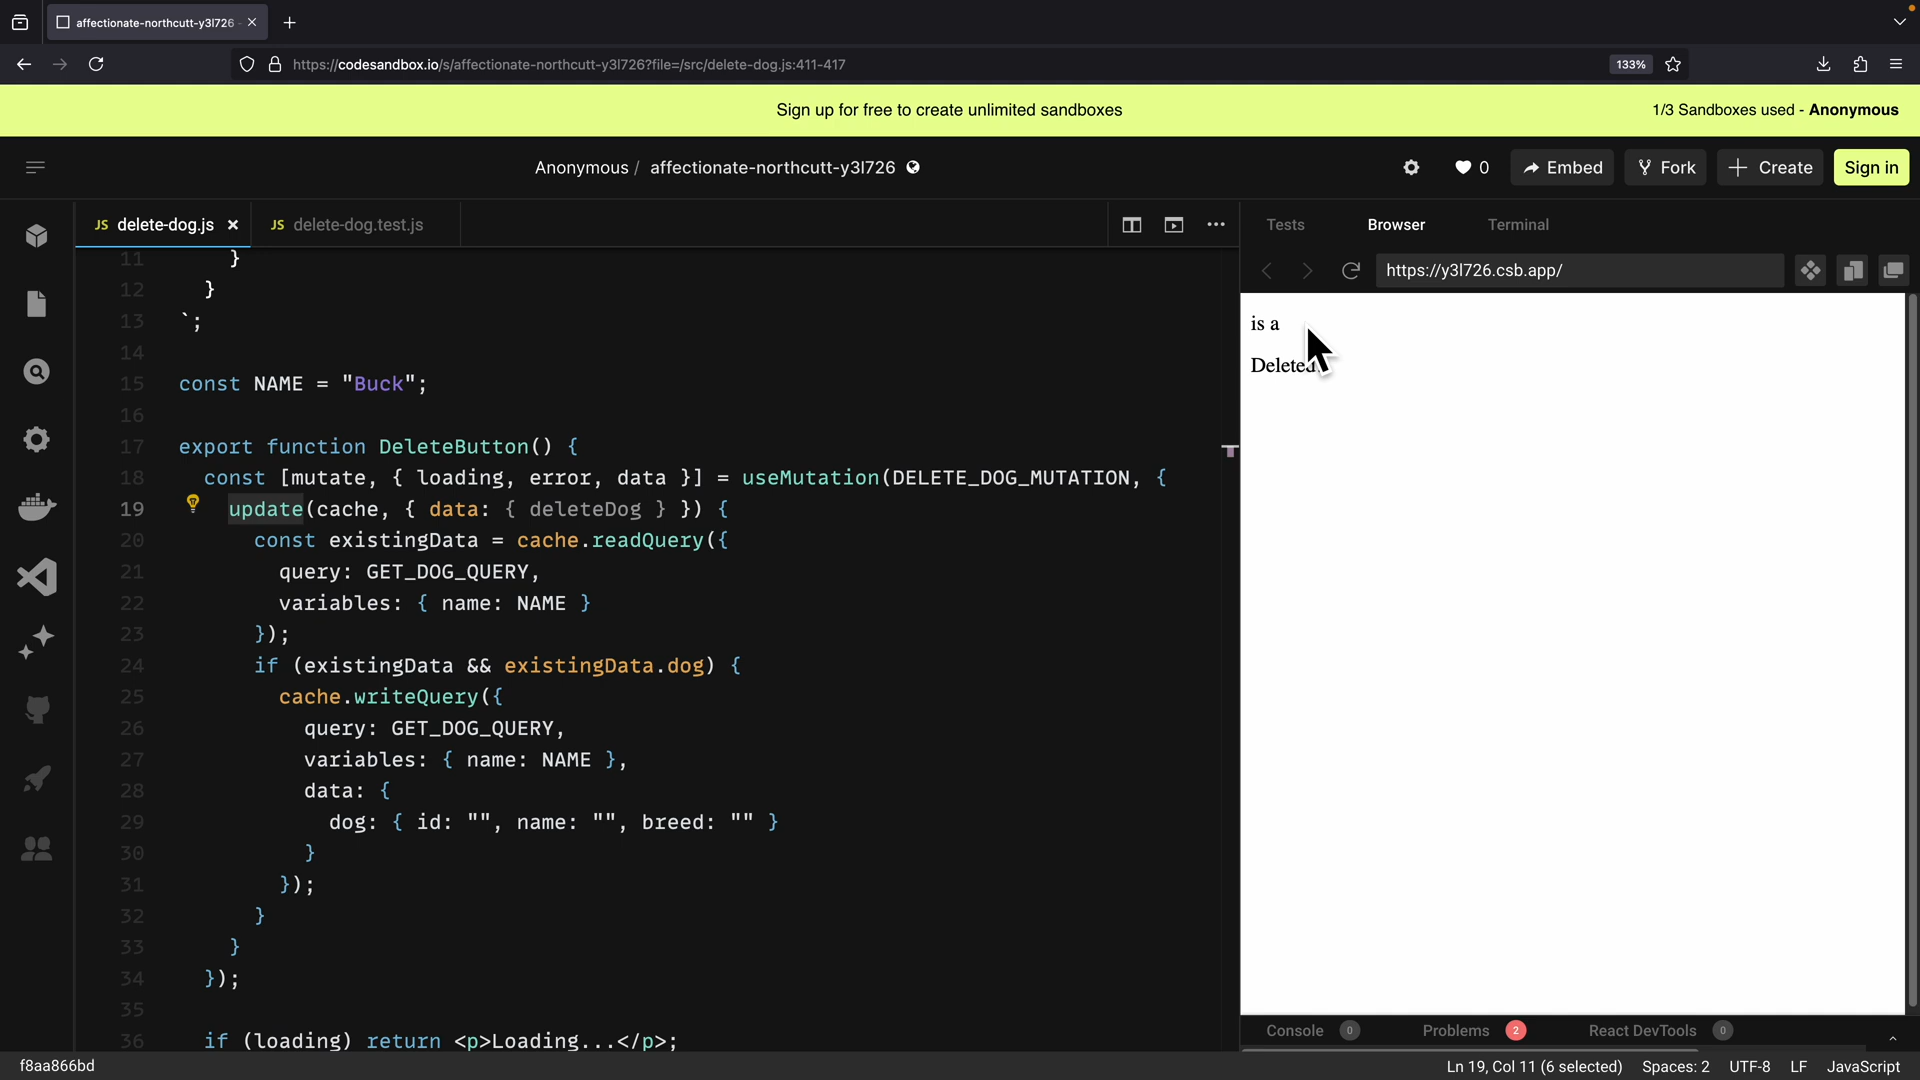 affectionate-northcutt-y3l726 -
https://codesandbox.io/s/affectionate-northcutt-y3l726?file=/src/delete-dog.js:411-417
133%
Sign up for free to create unlimited sandboxes
1/3 Sandboxes used - Anonymous
Anonymous / affectionate-northcutt-y3l726
0
Embed
Fork
Create
Sign in
JS delete-dog.js
JS delete-dog.test.js
Tests
Browser
Terminal
https://y3l726.csb.app/
11 }
12 }
13 `;
14
15 const NAME = "Buck";
16
17 export function DeleteButton() {
18 const [mutate, { loading, error, data }] = useMutation(DELETE_DOG_MUTATION, {
19 update(cache, { data: { deleteDog } }) {
20 const existingData = cache.readQuery({
21 query: GET_DOG_QUERY,
22 variables: { name: NAME }
23 });
24 if (existingData && existingData.dog) {
25 cache.writeQuery({
26 query: GET_DOG_QUERY,
27 variables: { name: NAME },
28 data: {
29 dog: { id: "", name: "", breed: "" }
30 }
31 });
32 }
33 }
34 });
35
36 if (loading) return <p>Loading...</p>;
is a
Deleted
Console 0
Problems 2
React DevTools 0
f8aa866bd
Ln 19, Col 11 (6 selected)
Spaces: 2
UTF-8
LF
JavaScript